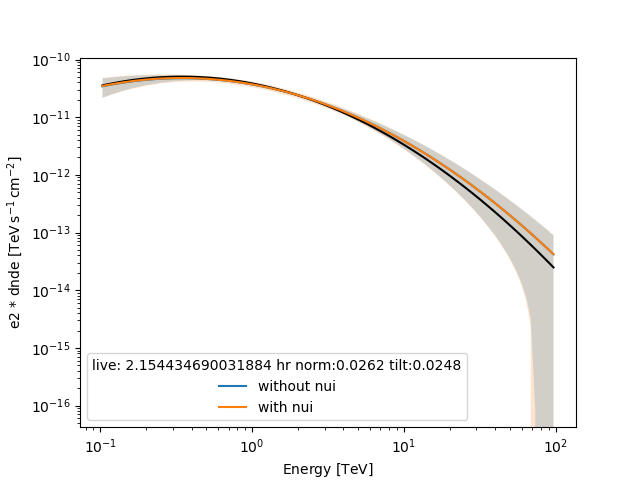 10⁻¹⁰
10⁻¹¹
10⁻¹²
10⁻¹³
10⁻¹⁴
10⁻¹⁵
10⁻¹⁶
e2 * dnde [TeV s⁻¹ cm⁻²]
live: 2.154434690031884 hr norm:0.0262 tilt:0.0248
without nui
with nui
10⁻¹ 10⁰ 10¹ 10²
Energy [TeV]